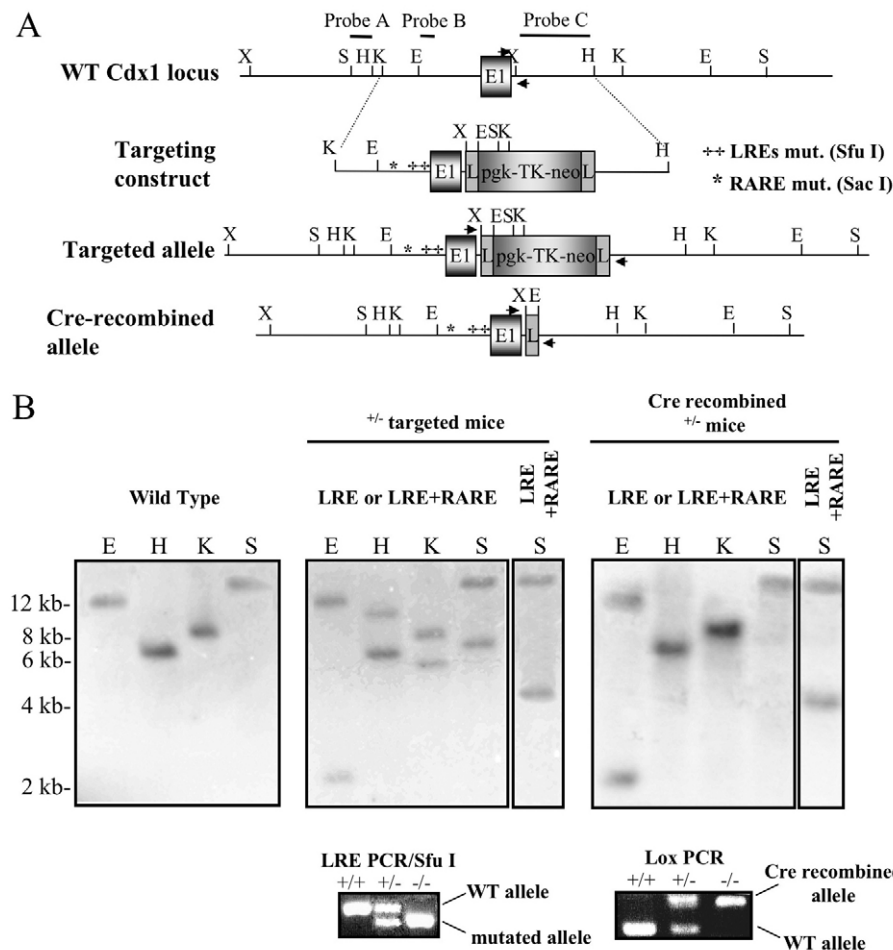 A
Probe A Probe B Probe C
X S H K E X H K E S
WT Cdx1 locus
E1
X ESK
K E H
Targeting construct
* ++
E1 L pgk-TK-neo L
++ LREs mut. (Sfu I)
* RARE mut. (Sac I)
X ESK
X S H K E H K E S
Targeted allele
* ++
E1 L pgk-TK-neo L
X E
X S H K E H K E S
Cre-recombined allele
* ++
E1 L
B
+/- targeted mice
Cre recombined
+/- mice
Wild Type
LRE or LRE+RARE
LRE
+RARE
LRE or LRE+RARE
LRE
+RARE
E H K S
E H K S
S
E H K S
S
12 kb-
8 kb-
6 kb-
4 kb-
2 kb-
LRE PCR/Sfu I
+/+ +/- -/-
WT allele
mutated allele
Lox PCR
+/+ +/- -/-
Cre recombined
allele
WT allele